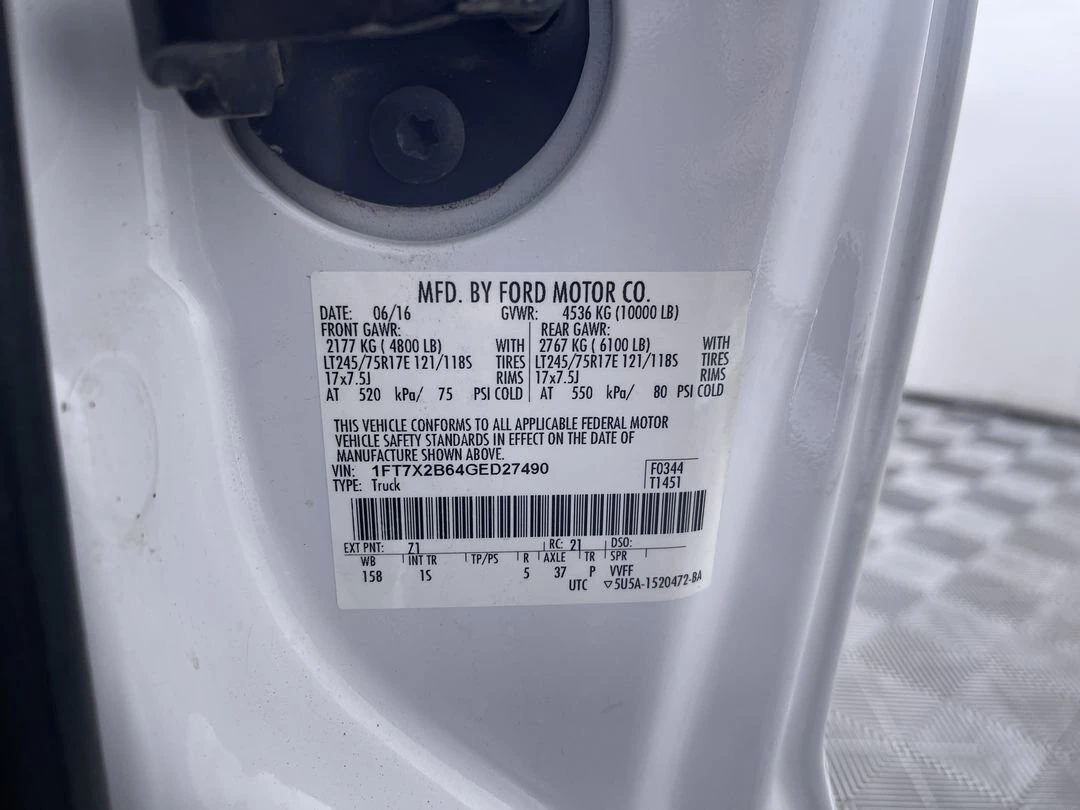 MFD. BY FORD MOTOR CO.
DATE: 06/16 GVWR: 4536 KG (10000 LB)
FRONT GAWR: REAR GAWR:
2177 KG ( 4800 LB) WITH 2767 KG ( 6100 LB) WITH
LT245/75R17E 121/118S TIRES LT245/75R17E 121/118S TIRES
17x7.5J RIMS 17x7.5J RIMS
AT 520 kPa/ 75 PSI COLD AT 550 kPa/ 80 PSI COLD
THIS VEHICLE CONFORMS TO ALL APPLICABLE FEDERAL MOTOR
VEHICLE SAFETY STANDARDS IN EFFECT ON THE DATE OF
MANUFACTURE SHOWN ABOVE.
VIN: 1FT7X2B64GED27490 F0344
TYPE: Truck T1451
EXT PNT: Z1 RC: 21 DSO:
WB INT TR TP/PS R AXLE TR SPR
158 1S 5 37 P VVFF
UTC ▽5U5A-1520472-BA